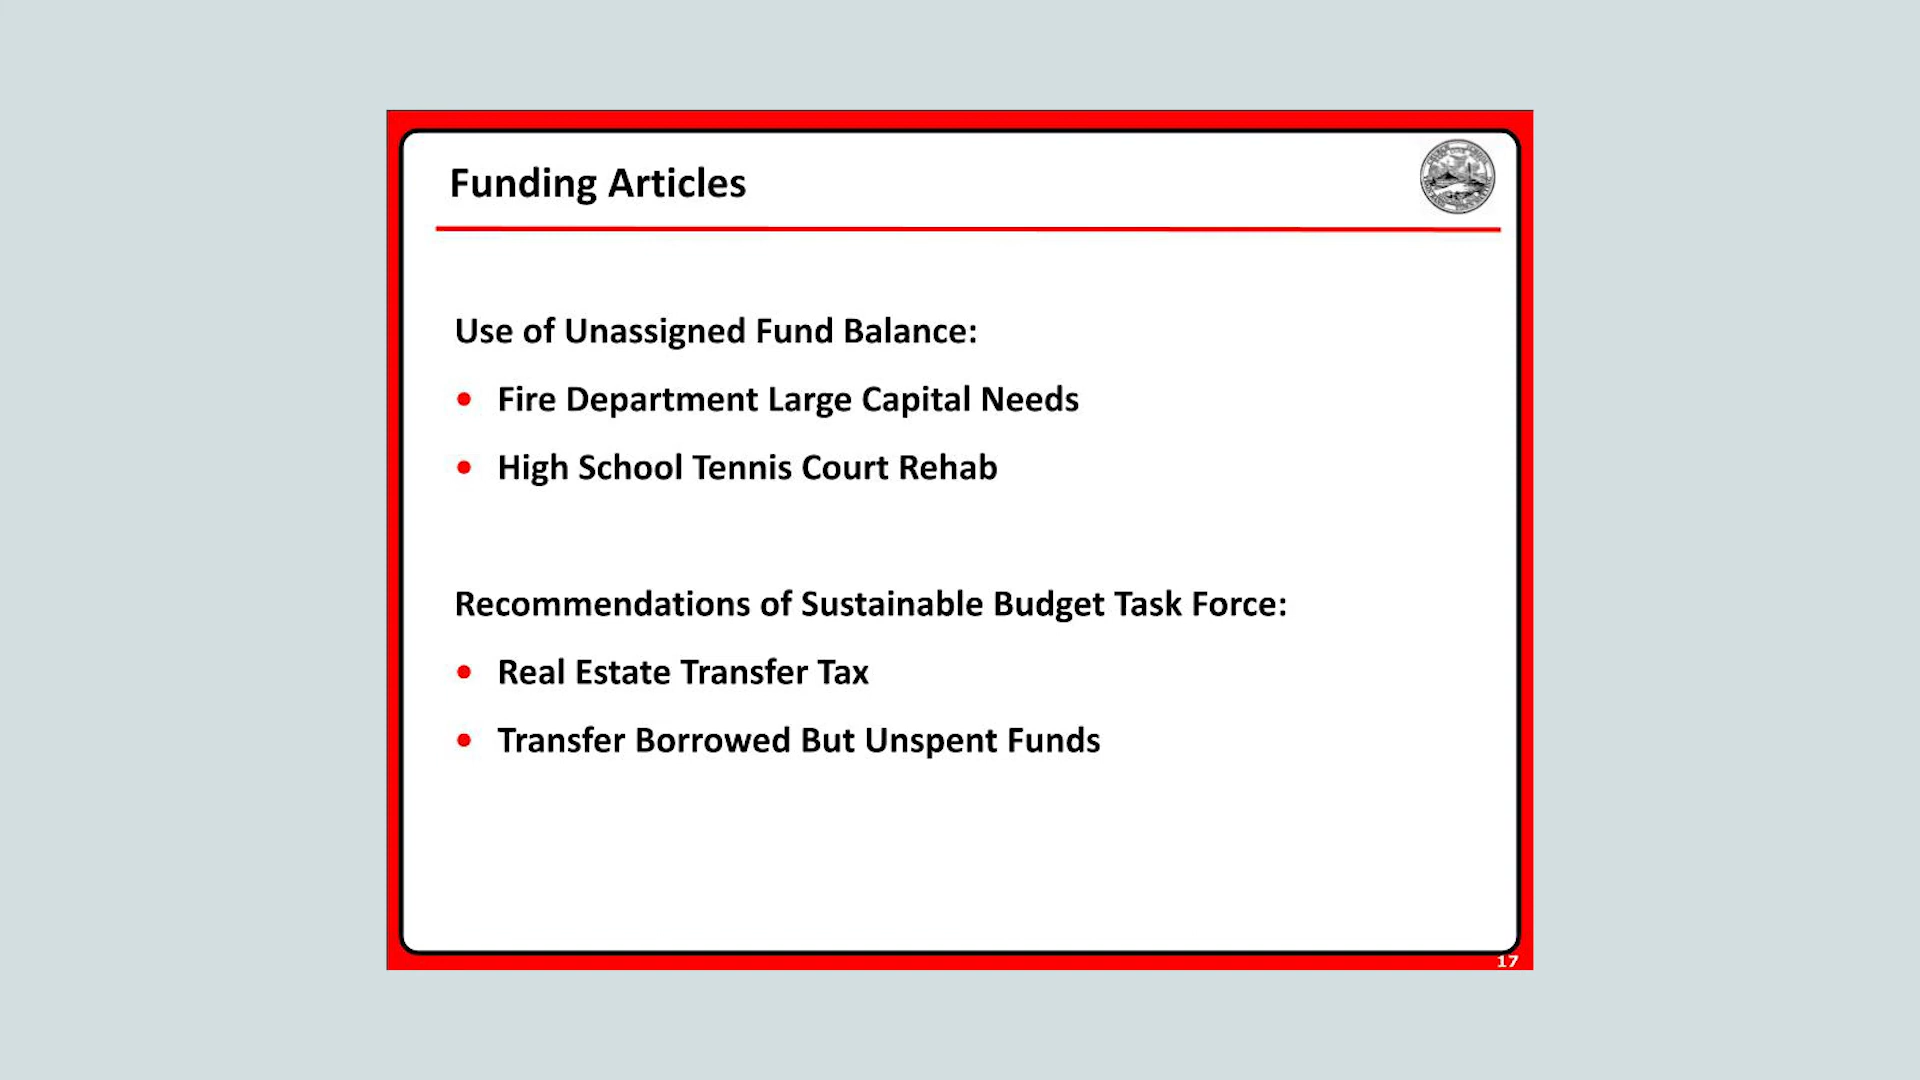 Funding Articles
Use of Unassigned Fund Balance:
• Fire Department Large Capital Needs
• High School Tennis Court Rehab
Recommendations of Sustainable Budget Task Force:
• Real Estate Transfer Tax
• Transfer Borrowed But Unspent Funds
17